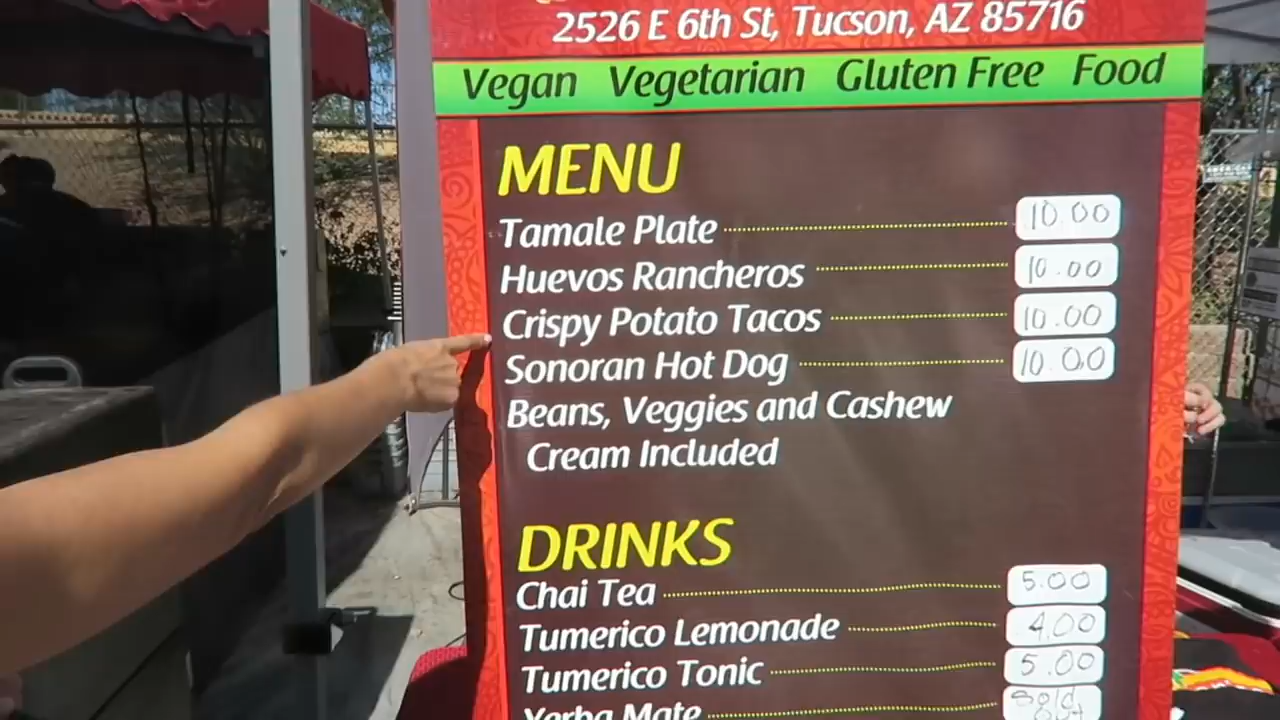 2526 E 6th St, Tucson, AZ 85716
Vegan Vegetarian Gluten Free Food
MENU
Tamale Plate 10.00
Huevos Rancheros 10.00
Crispy Potato Tacos 10.00
Sonoran Hot Dog 10.00
Beans, Veggies and Cashew
Cream Included
DRINKS
Chai Tea 5.00
Tumerico Lemonade 4.00
Tumerico Tonic 5.00
Yerba Mate